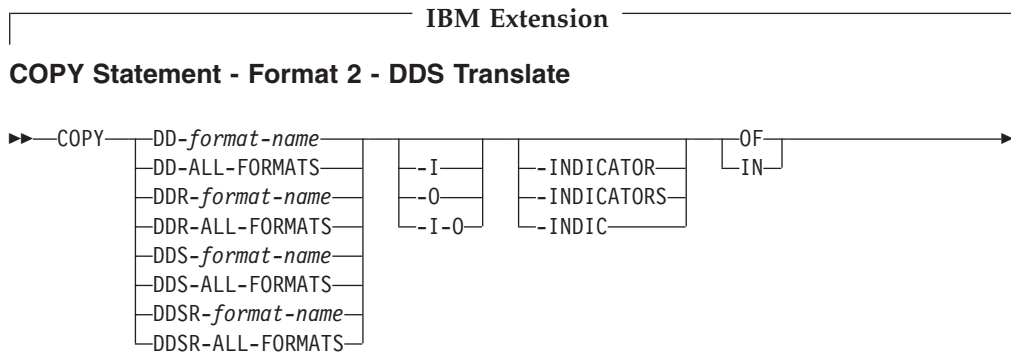 IBM Extension
COPY Statement - Format 2 - DDS Translate
COPY DD-format-name OF
DD-ALL-FORMATS -I -INDICATOR IN
DDR-format-name -O -INDICATORS
DDR-ALL-FORMATS -I-O -INDIC
DDS-format-name
DDS-ALL-FORMATS
DDSR-format-name
DDSR-ALL-FORMATS